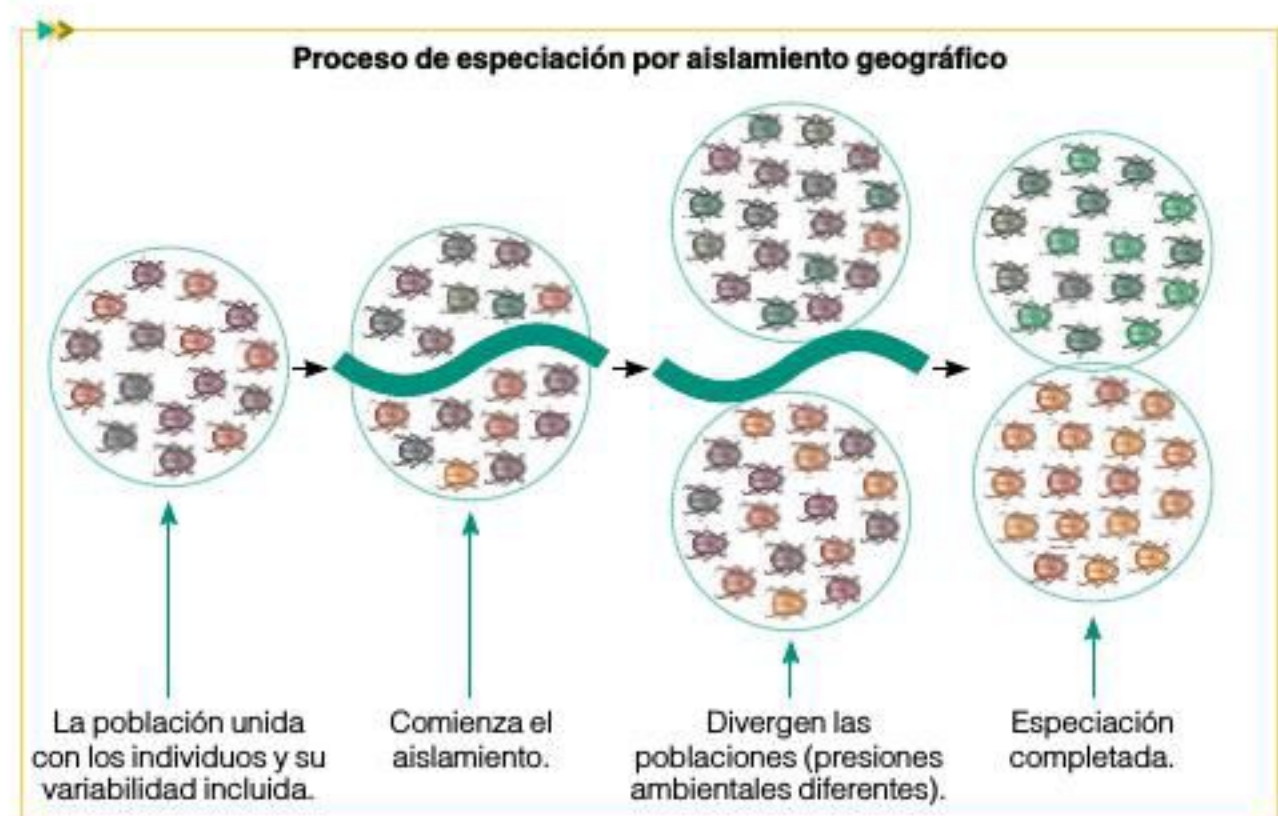 Proceso de especiación por aislamiento geográfico
La población unida
con los individuos y su
variabilidad incluida.
Comienza el
aislamiento.
Divergen las
poblaciones (presiones
ambientales diferentes).
Especiación
completada.